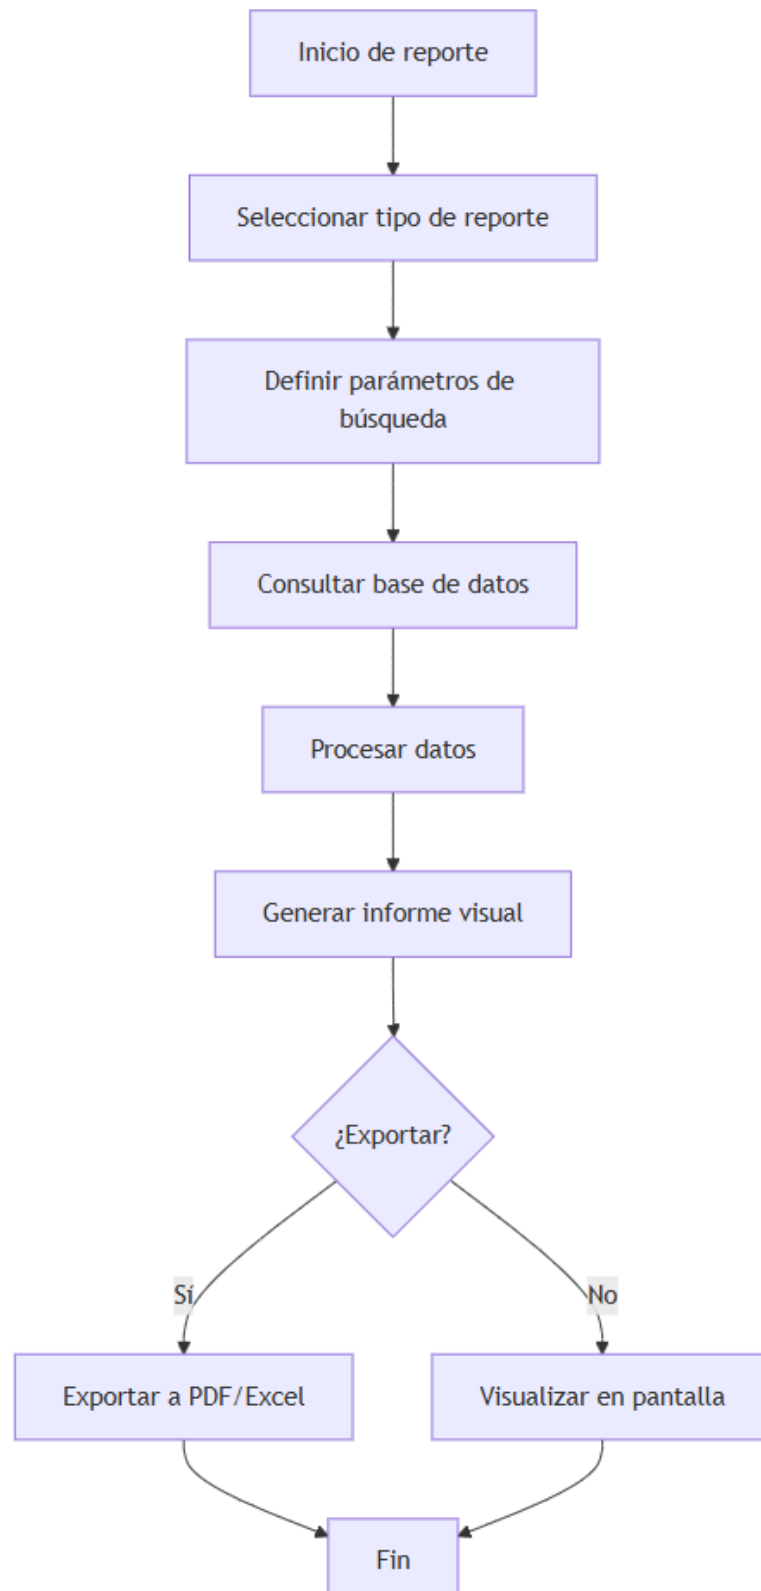 Inicio de reporte
Seleccionar tipo de reporte
Definir parámetros de
búsqueda
Consultar base de datos
Procesar datos
Generar informe visual
¿Exportar?
Sí
No
Exportar a PDF/Excel
Visualizar en pantalla
Fin